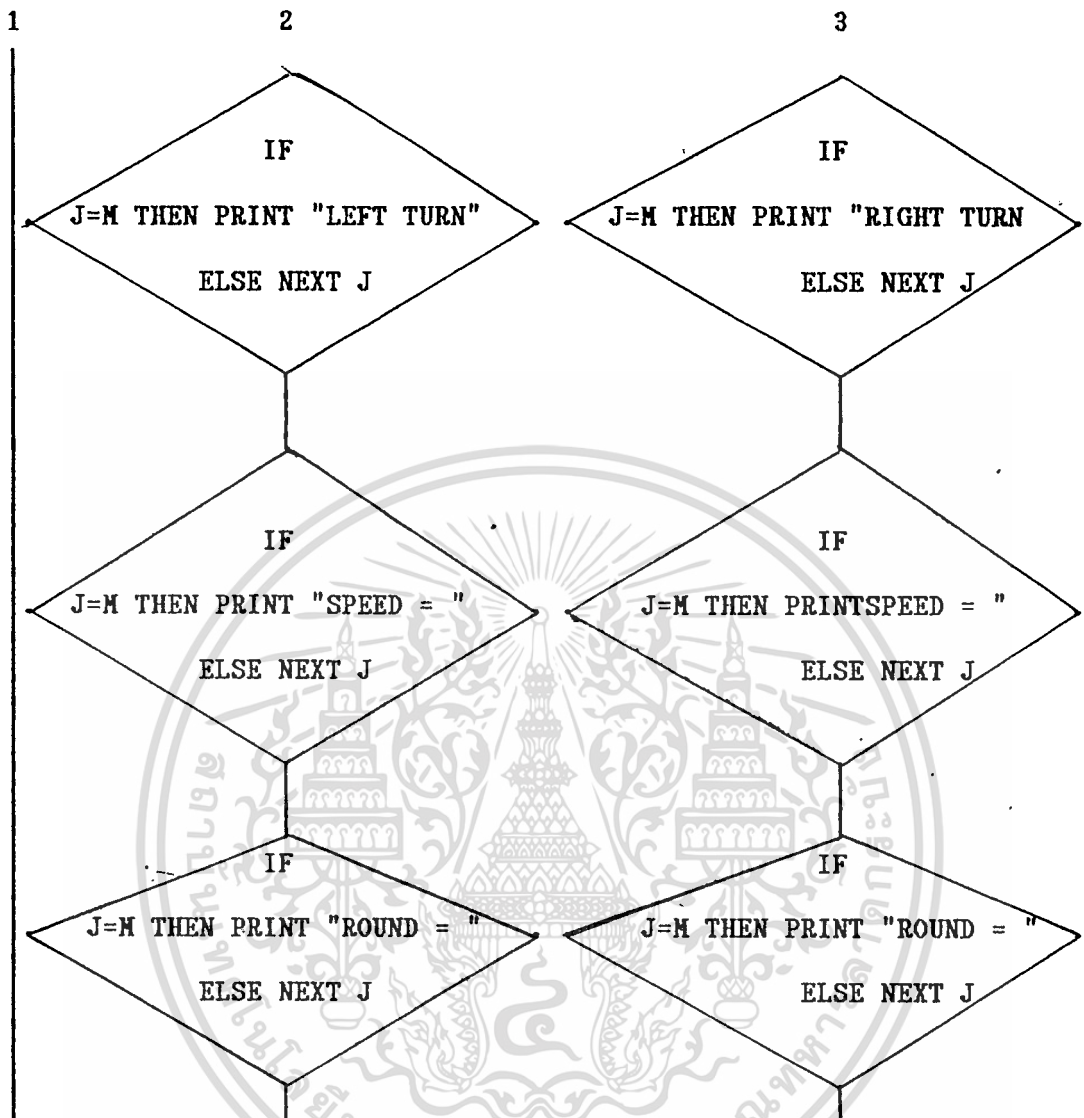 1 2 3
IF
J=M THEN PRINT "LEFT TURN"
ELSE NEXT J
IF
J=M THEN PRINT "RIGHT TURN
ELSE NEXT J
IF
J=M THEN PRINT "SPEED = "
ELSE NEXT J
IF
J=M THEN PRINTSPEED = "
ELSE NEXT J
IF
J=M THEN PRINT "ROUND = "
ELSE NEXT J
IF
J=M THEN PRINT "ROUND = "
ELSE NEXT J